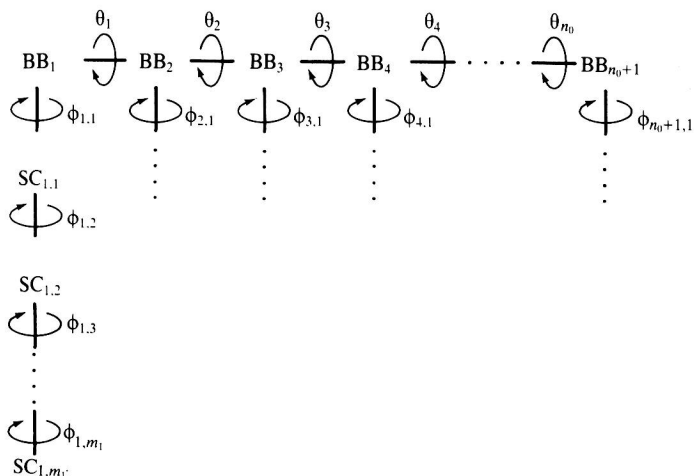 θ₁ θ₂ θ₃ θ₄ θₙ₀
BB₁ BB₂ BB₃ BB₄ · · · · · BBₙ₀₊₁
ϕ₁,₁ ϕ₂,₁ ϕ₃,₁ ϕ₄,₁ ϕₙ₀₊₁,₁
SC₁,₁
ϕ₁,₂
SC₁,₂
ϕ₁,₃
ϕ₁,ₘ₁
SC₁,ₘ₁